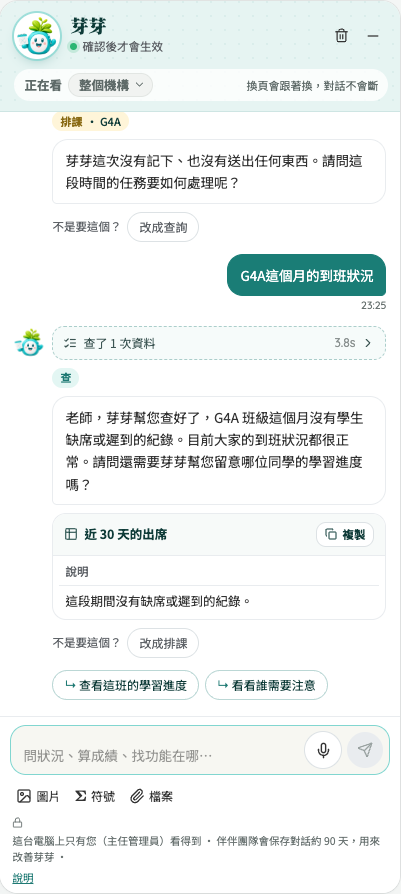 芽芽
確認後才會生效
正在看 整個機構 換頁會跟著換，對話不會斷
排課 · G4A
芽芽這次沒有記下、也沒有送出任何東西。請問這
段時間的任務要如何處理呢？
不是要這個？ 改成查詢
G4A這個月的到班狀況
23:25
查了 1 次資料 3.8s
查
老師，芽芽幫您查好了，G4A 班級這個月沒有學生
缺席或遲到的紀錄。目前大家的到班狀況都很正
常。請問還需要芽芽幫您留意哪位同學的學習進度
嗎？
近 30 天的出席 複製
說明
這段期間沒有缺席或遲到的紀錄。
不是要這個？ 改成排課
查看這班的學習進度 看看誰需要注意
問狀況、算成績、找功能在哪⋯
圖片 符號 檔案
這台電腦上只有您（主任管理員）看得到 · 伴伴團隊會保存對話約 90 天，用來
改善芽芽 ·
說明